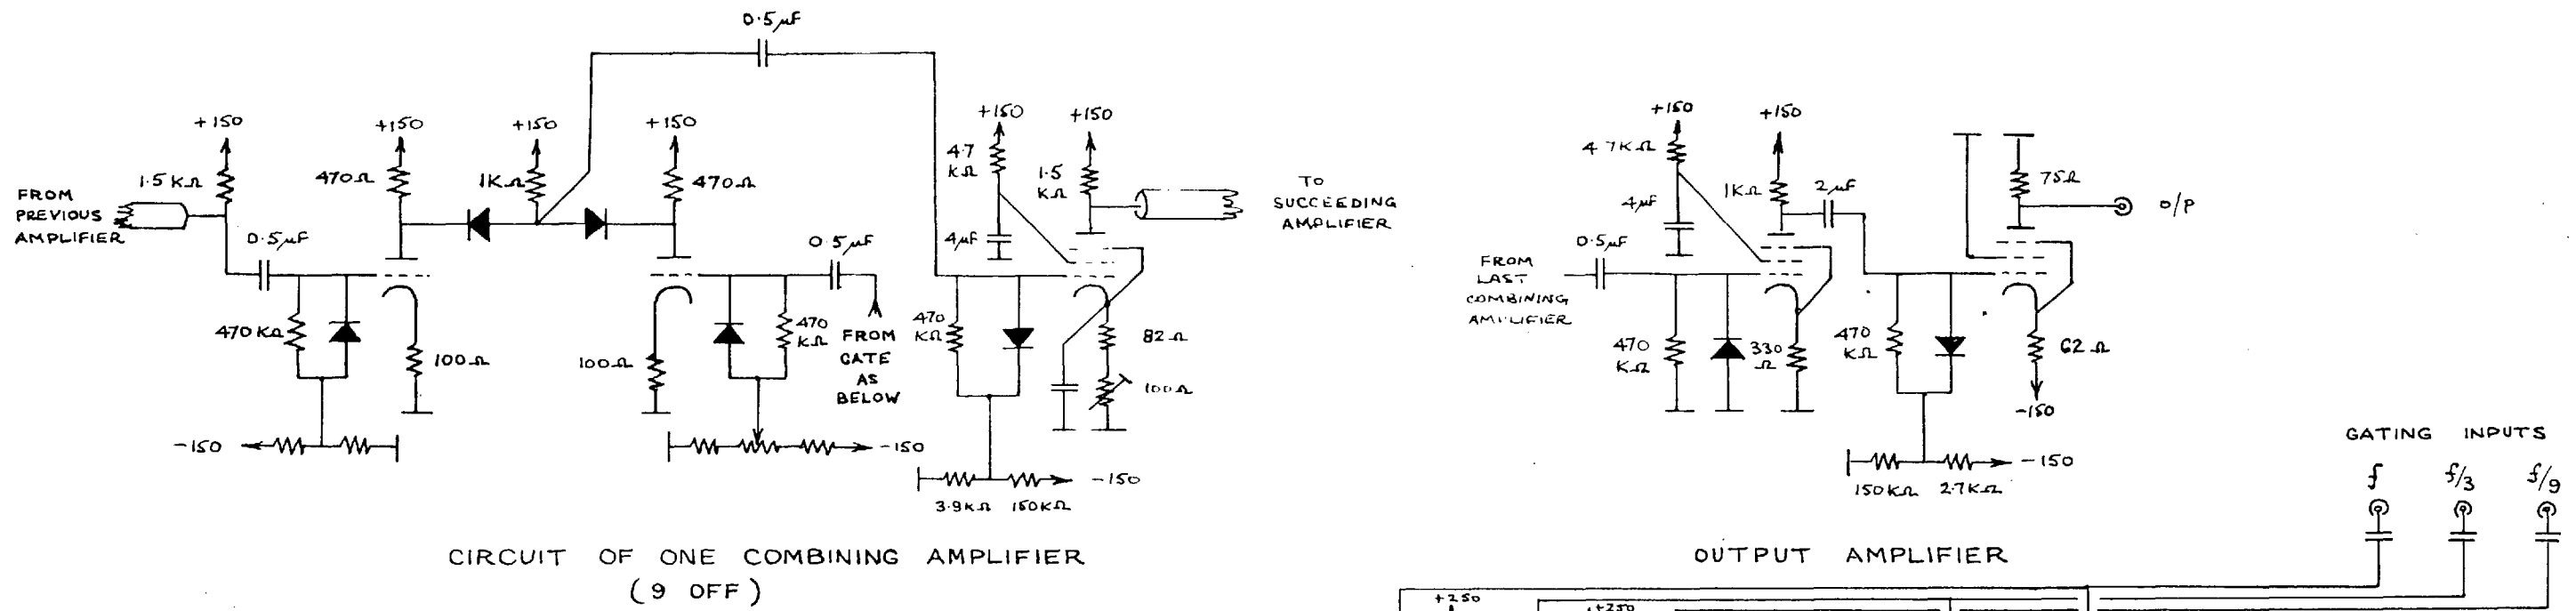 0·5μF
+150
+150
+150
+150
1·5KΩ
470Ω
1KΩ
470Ω
FROM
PREVIOUS
AMPLIFIER
0·5μF
0·5μF
470KΩ
100Ω
100Ω
470
KΩ
FROM
GATE
AS
BELOW
-150
-150
+150
+150
4·7
KΩ
1·5
KΩ
4μF
TO
SUCCEEDING
AMPLIFIER
470
KΩ
82Ω
100Ω
-150
3·9KΩ
150KΩ
CIRCUIT OF ONE COMBINING AMPLIFIER
(9 OFF)
+150
+150
4·7KΩ
1KΩ
2μF
75Ω
4μF
O/P
0·5μF
FROM
LAST
COMBINING
AMPLIFIER
470
KΩ
330
Ω
470
KΩ
62Ω
-150
-150
150KΩ
2·7KΩ
OUTPUT AMPLIFIER
GATING INPUTS
f
f/3
f/9
+250
+250